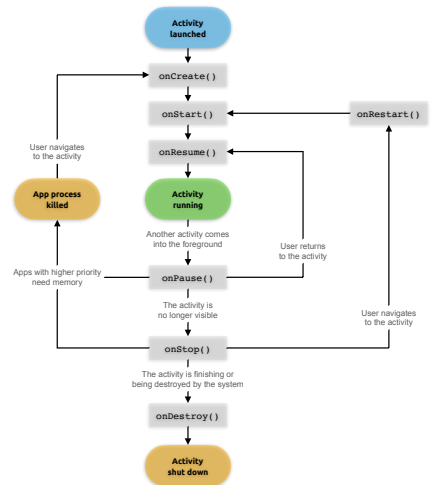 Activity
launched
onCreate()
onStart()
onRestart()
User navigates
to the activity
onResume()
App process
killed
Activity
running
Another activity comes
into the foreground
User returns
to the activity
Apps with higher priority
need memory
onPause()
The activity is
no longer visible
User navigates
to the activity
onStop()
The activity is finishing or
being destroyed by the system
onDestroy()
Activity
shut down